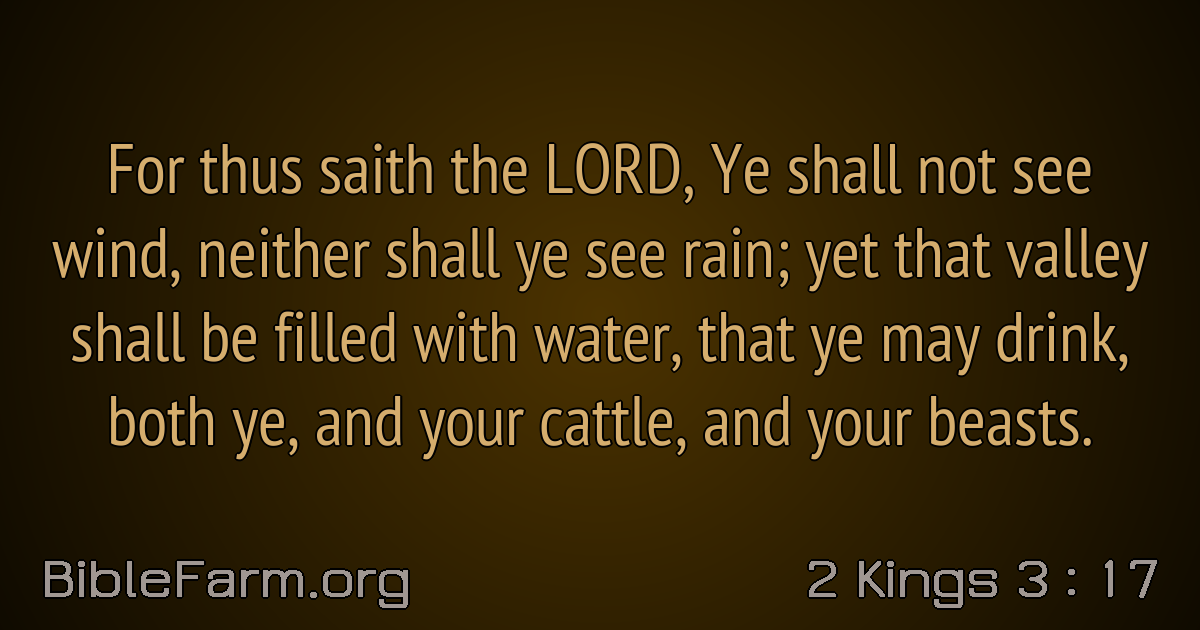 For thus saith the LORD, Ye shall not see
wind, neither shall ye see rain; yet that valley
shall be filled with water, that ye may drink,
both ye, and your cattle, and your beasts.
BibleFarm.org
2 Kings 3 : 17